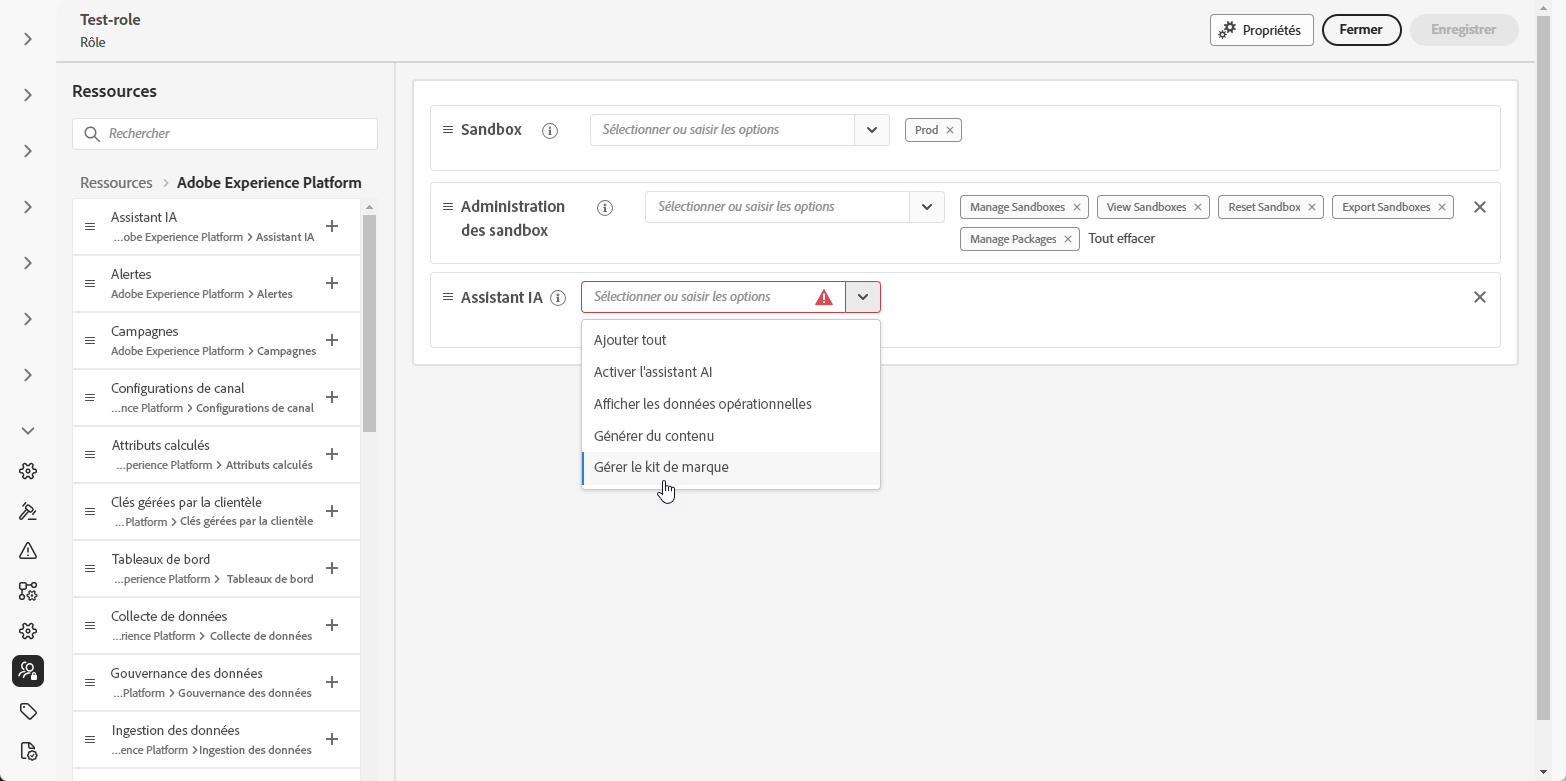 Test-role
Rôle
Propriétés
Fermer
Enregistrer
Ressources
Rechercher
Ressources > Adobe Experience Platform
Assistant IA
...obe Experience Platform > Assistant IA
Alertes
Adobe Experience Platform > Alertes
Campagnes
Adobe Experience Platform > Campagnes
Configurations de canal
...nce Platform > Configurations de canal
Attributs calculés
...perience Platform > Attributs calculés
Clés gérées par la clientèle
...Platform > Clés gérées par la clientèle
Tableaux de bord
...perience Platform > Tableaux de bord
Collecte de données
...rience Platform > Collecte de données
Gouvernance des données
...Platform > Gouvernance des données
Ingestion des données
...ence Platform > Ingestion des données
Sandbox
Sélectionner ou saisir les options
Prod
Administration
des sandbox
Sélectionner ou saisir les options
Manage Sandboxes
View Sandboxes
Reset Sandbox
Export Sandboxes
Manage Packages
Tout effacer
Assistant IA
Sélectionner ou saisir les options
Ajouter tout
Activer l'assistant AI
Afficher les données opérationnelles
Générer du contenu
Gérer le kit de marque